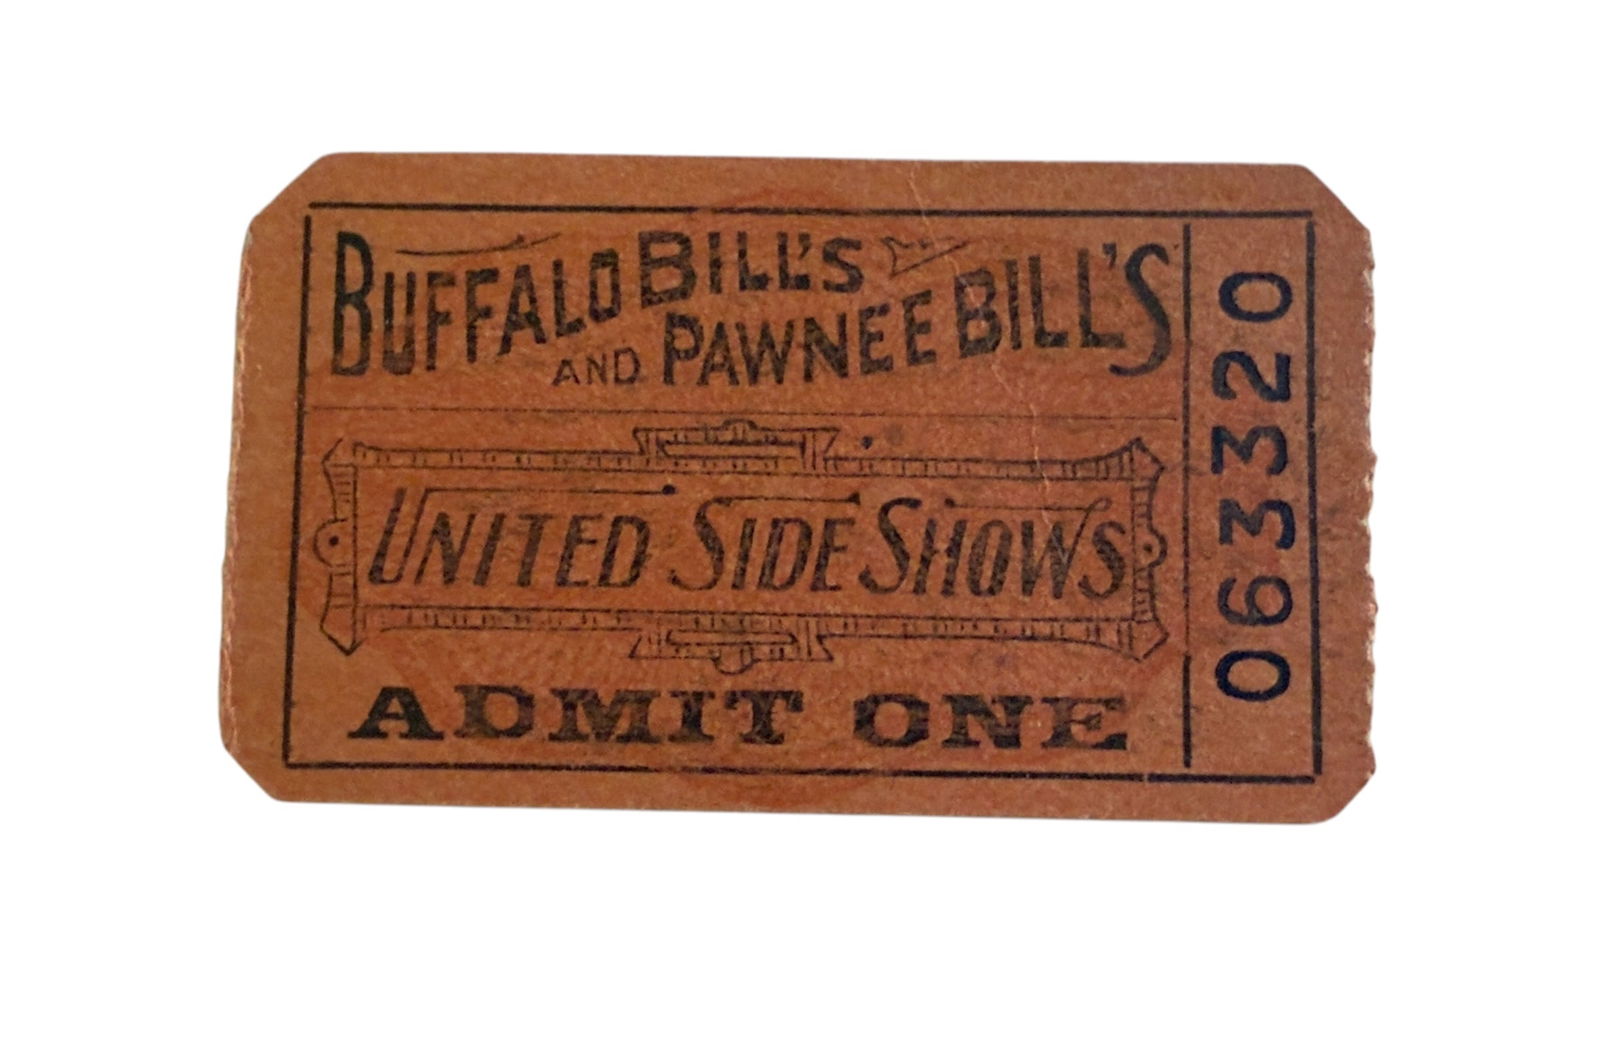 BUFFALO BILL'S
AND PAWNEE BILL'S
UNITED SIDE SHOWS
ADMIT ONE
063320